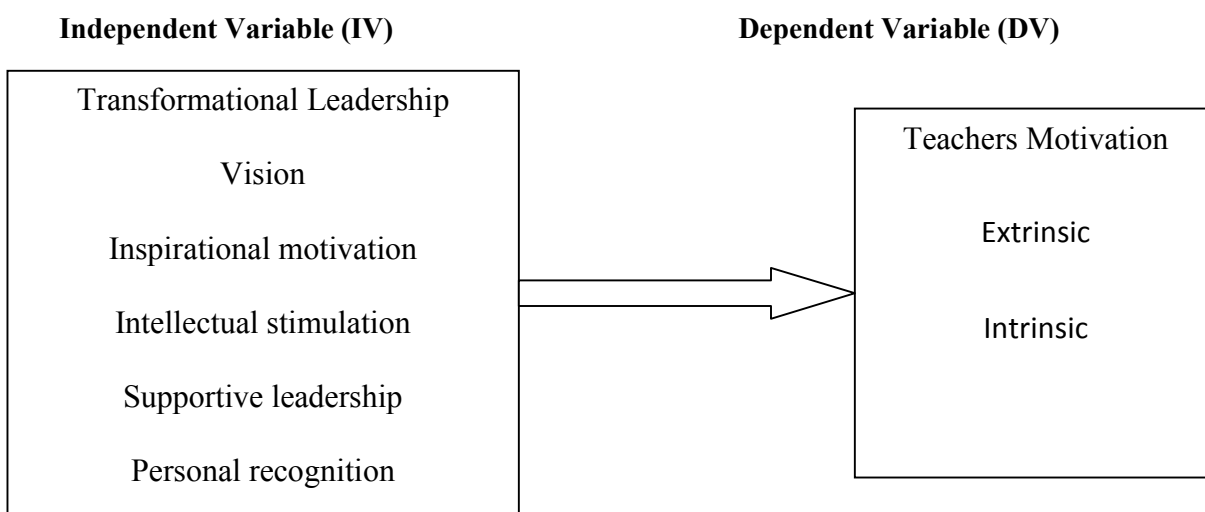 Independent Variable (IV)
Dependent Variable (DV)
Transformational Leadership
Vision
Inspirational motivation
Intellectual stimulation
Supportive leadership
Personal recognition
Teachers Motivation
Extrinsic
Intrinsic